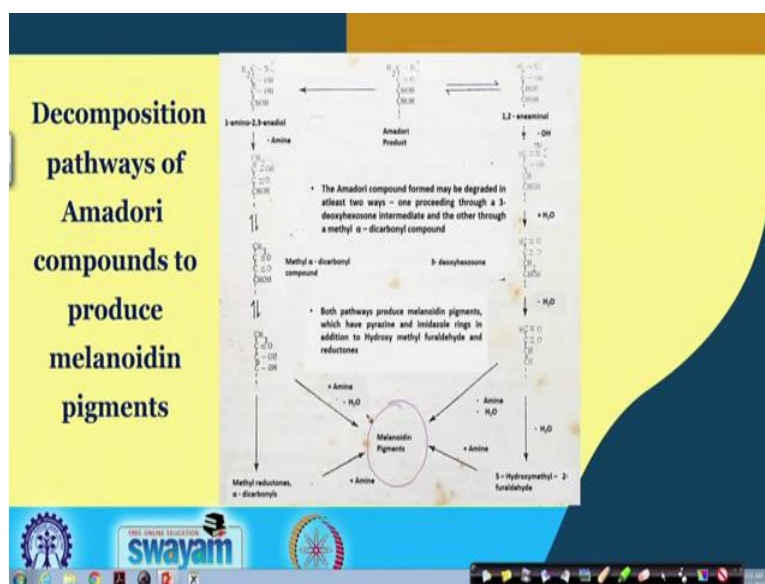 Decomposition
pathways of
Amadori
compounds to
produce
melanoidin
pigments
1-amino-2,3-enadiol
Amadori
Product
1,2 - eneaminol
- Amine
- OH
• The Amadori compound formed may be degraded in
atleast two ways – one proceeding through a 3-
deoxyhexosone intermediate and the other through
a methyl α – dicarbonyl compound
+ H₂O
Methyl α - dicarbonyl
compound
3- deoxyhexosone
- H₂O
• Both pathways produce melanoidin pigments,
which have pyrazine and imidazole rings in
addition to Hydroxy methyl furaldehyde and
reductones
+ Amine
- H₂O
- Amine
- H₂O
- H₂O
Melanoidin
Pigments
+ Amine
+ Amine
Methyl reductones,
α - dicarbonyls
5 – Hydroxymethyl – 2-
furaldehyde
FREE ONLINE EDUCATION
swayam